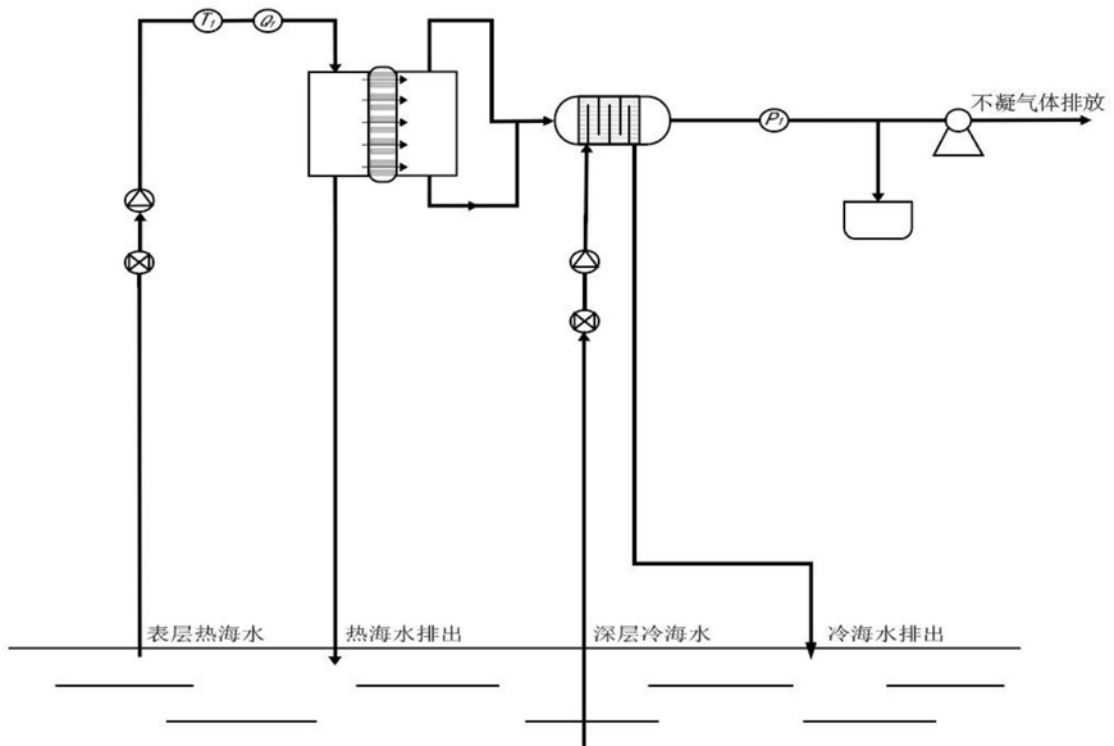 T₁
Q₁
不凝气体排放
P₁
表层热海水
热海水排出
深层冷海水
冷海水排出